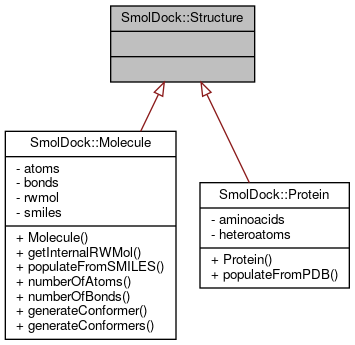 SmolDock::Structure
SmolDock::Molecule
- atoms
- bonds
- rwmol
- smiles
+ Molecule()
+ getInternalRWMol()
+ populateFromSMILES()
+ numberOfAtoms()
+ numberOfBonds()
+ generateConformer()
+ generateConformers()
SmolDock::Protein
- aminoacids
- heteroatoms
+ Protein()
+ populateFromPDB()